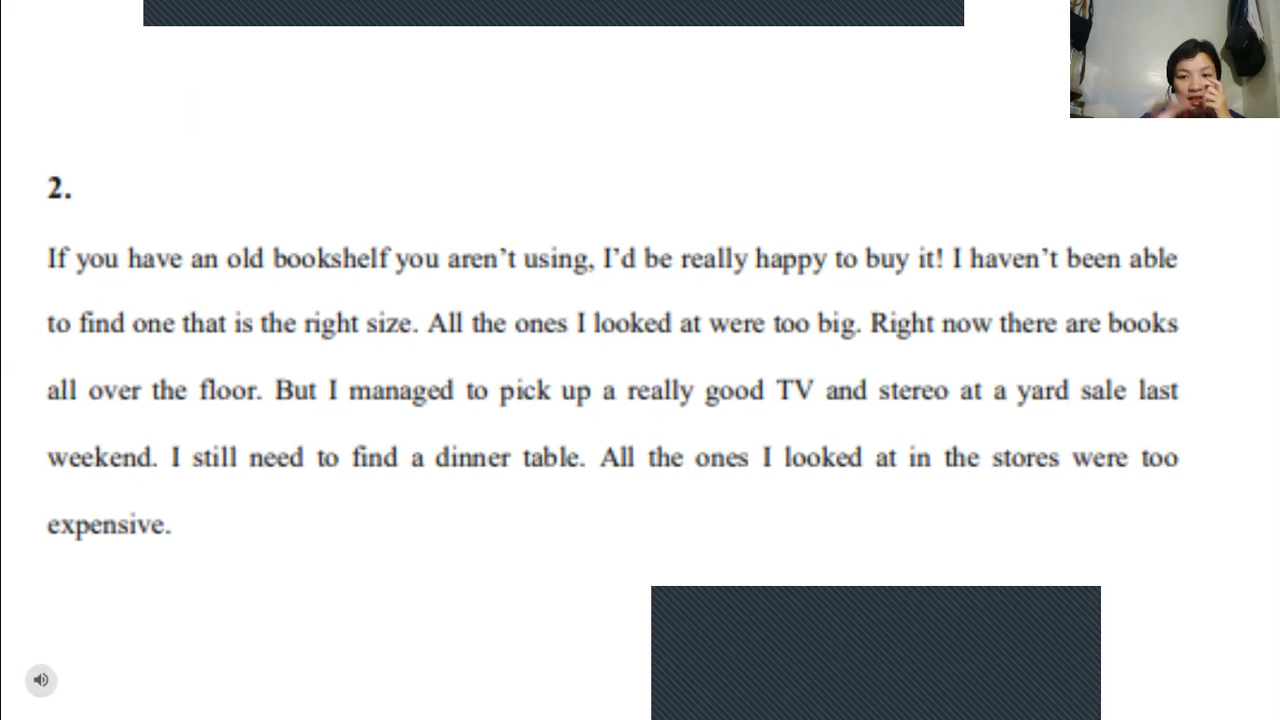 2.
If you have an old bookshelf you aren’t using, I’d be really happy to buy it! I haven’t been able
to find one that is the right size. All the ones I looked at were too big. Right now there are books
all over the floor. But I managed to pick up a really good TV and stereo at a yard sale last
weekend. I still need to find a dinner table. All the ones I looked at in the stores were too
expensive.